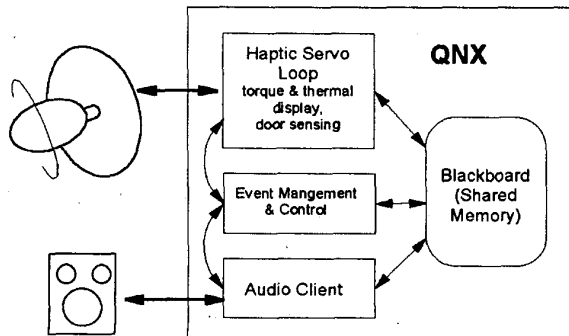 QNX
Haptic Servo
Loop
torque & thermal
display,
door sensing
Event Mangement
& Control
Audio Client
Blackboard
(Shared
Memory)